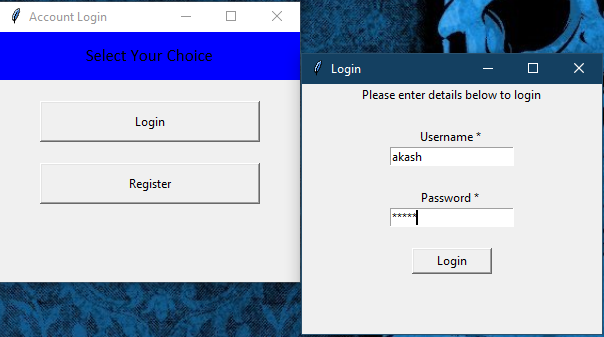 Account Login
Select Your Choice
Login
Register
Login
Please enter details below to login
Username *
akash
Password *
*****
Login